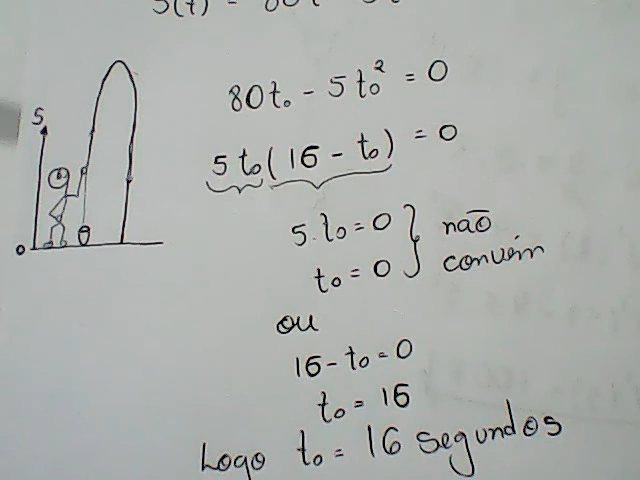 80t₀ - 5t₀² = 0
5t₀(16 - t₀) = 0
S
5.t₀ = 0 } não
t₀ = 0 } convém
0
ou
16 - t₀ = 0
t₀ = 16
Logo t₀ = 16 segundos